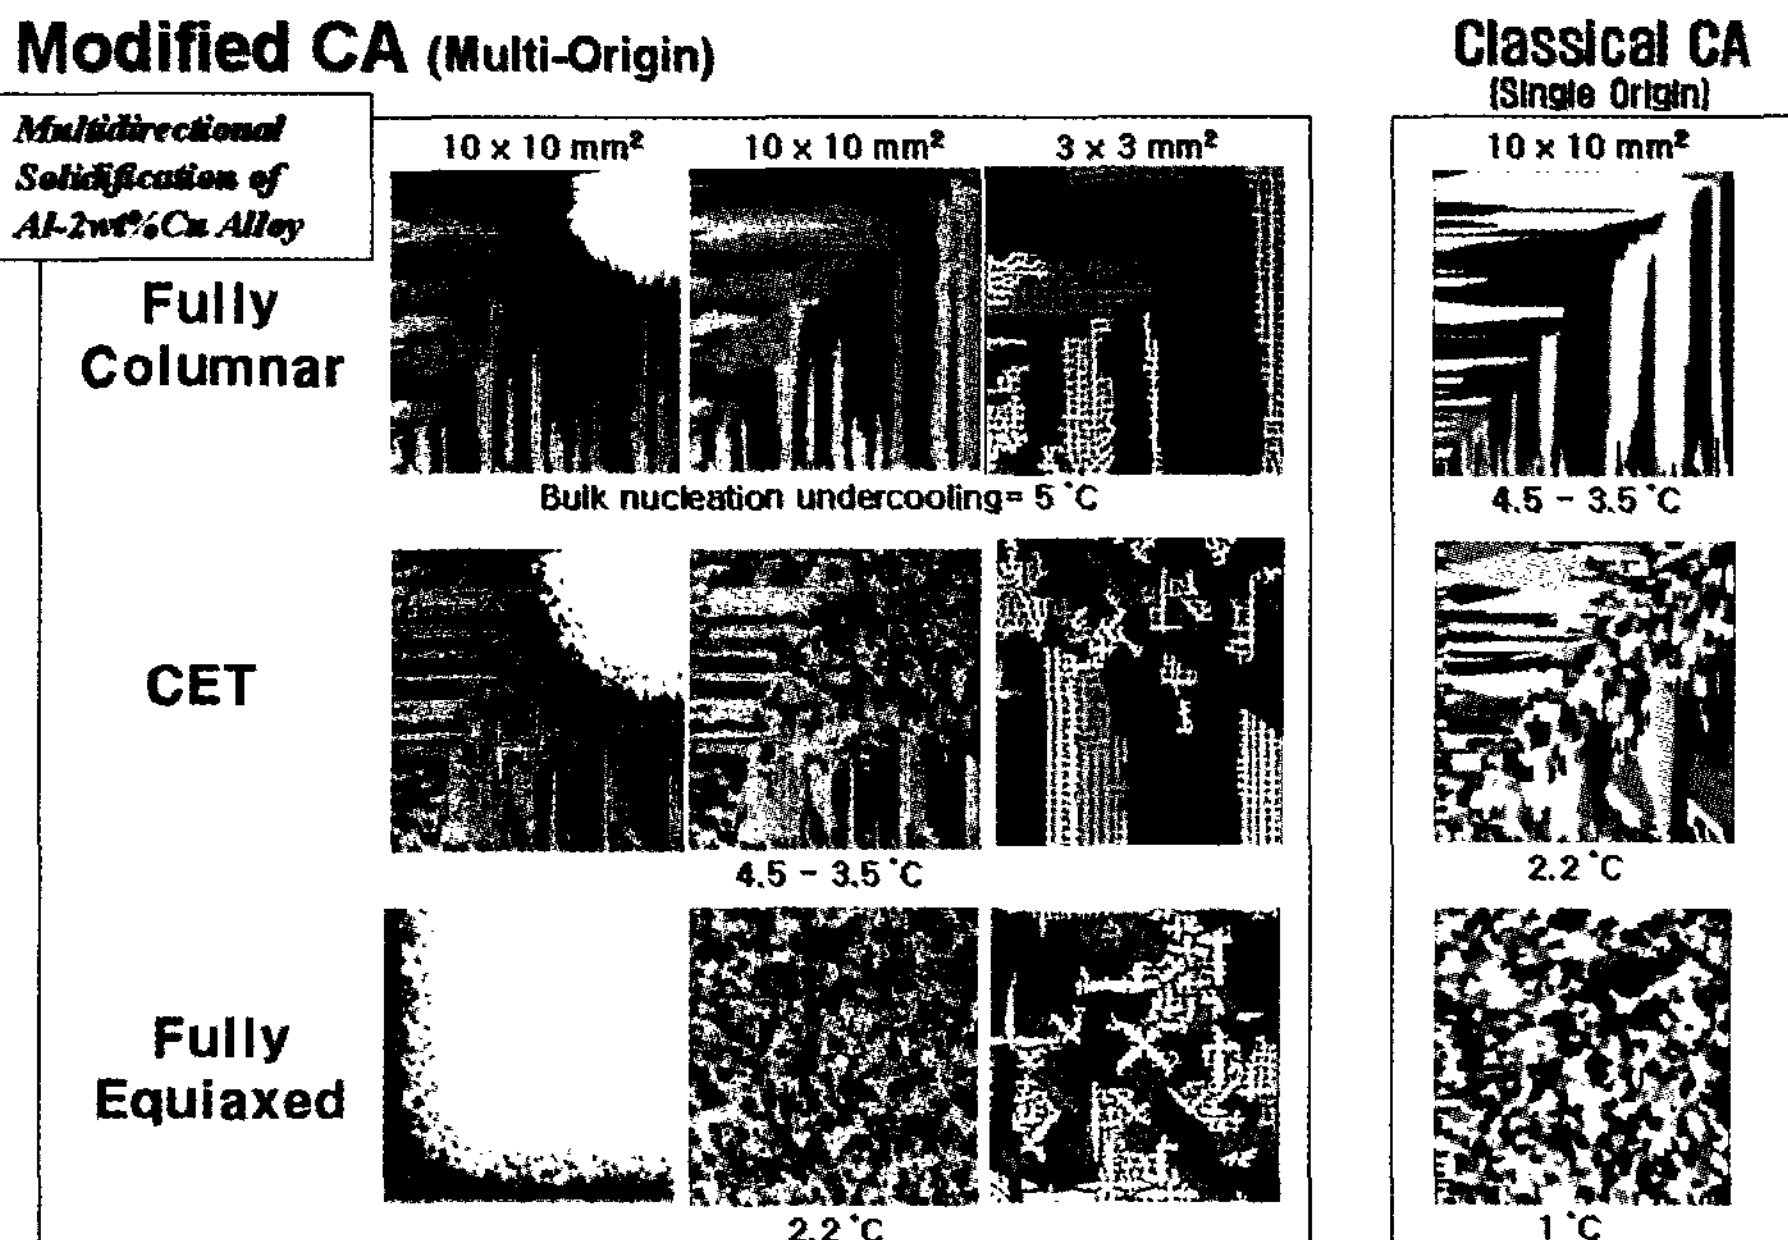 Modified CA (Multi-Origin)
Classical CA
(Single Origin)
Multidirectional
Solidification of
Al-2wt%Cu Alloy
10 x 10 mm²
10 x 10 mm²
3 x 3 mm²
10 x 10 mm²
Fully
Columnar
Bulk nucleation undercooling= 5 °C
4.5 - 3.5 °C
CET
4.5 - 3.5 °C
2.2 °C
Fully
Equiaxed
2.2 °C
1 °C